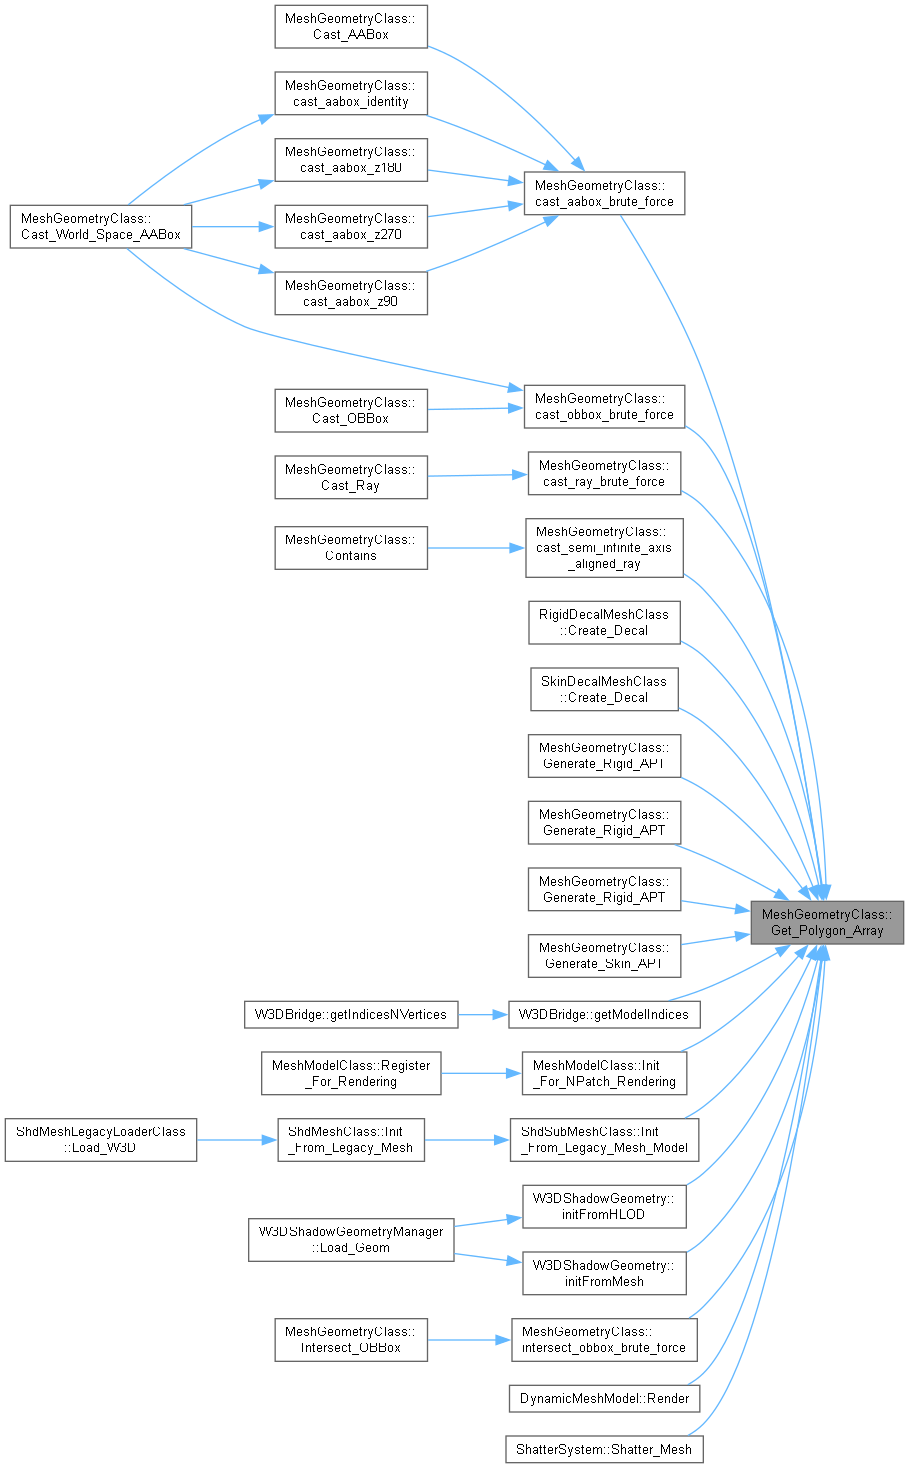 MeshGeometryClass::
Cast_AABox
MeshGeometryClass::
cast_aabox_identity
MeshGeometryClass::
cast_aabox_z180
MeshGeometryClass::
cast_aabox_brute_force
MeshGeometryClass::
Cast_World_Space_AABox
MeshGeometryClass::
cast_aabox_z270
MeshGeometryClass::
cast_aabox_z90
MeshGeometryClass::
Cast_OBBox
MeshGeometryClass::
cast_obbox_brute_force
MeshGeometryClass::
Cast_Ray
MeshGeometryClass::
cast_ray_brute_force
MeshGeometryClass::
Contains
MeshGeometryClass::
cast_semi_infinite_axis
_aligned_ray
RigidDecalMeshClass
::Create_Decal
SkinDecalMeshClass
::Create_Decal
MeshGeometryClass::
Generate_Rigid_APT
MeshGeometryClass::
Generate_Rigid_APT
MeshGeometryClass::
Generate_Rigid_APT
MeshGeometryClass::
Get_Polygon_Array
MeshGeometryClass::
Generate_Skin_APT
W3DBridge::getIndicesNVertices
W3DBridge::getModelIndices
MeshModelClass::Register
_For_Rendering
MeshModelClass::Init
_For_NPatch_Rendering
ShdMeshLegacyLoaderClass
::Load_W3D
ShdMeshClass::Init
_From_Legacy_Mesh
ShdSubMeshClass::Init
_From_Legacy_Mesh_Model
W3DShadowGeometry::
initFromHLOD
W3DShadowGeometryManager
::Load_Geom
W3DShadowGeometry::
initFromMesh
MeshGeometryClass::
Intersect_OBBox
MeshGeometryClass::
intersect_obbox_brute_force
DynamicMeshModel::Render
ShatterSystem::Shatter_Mesh